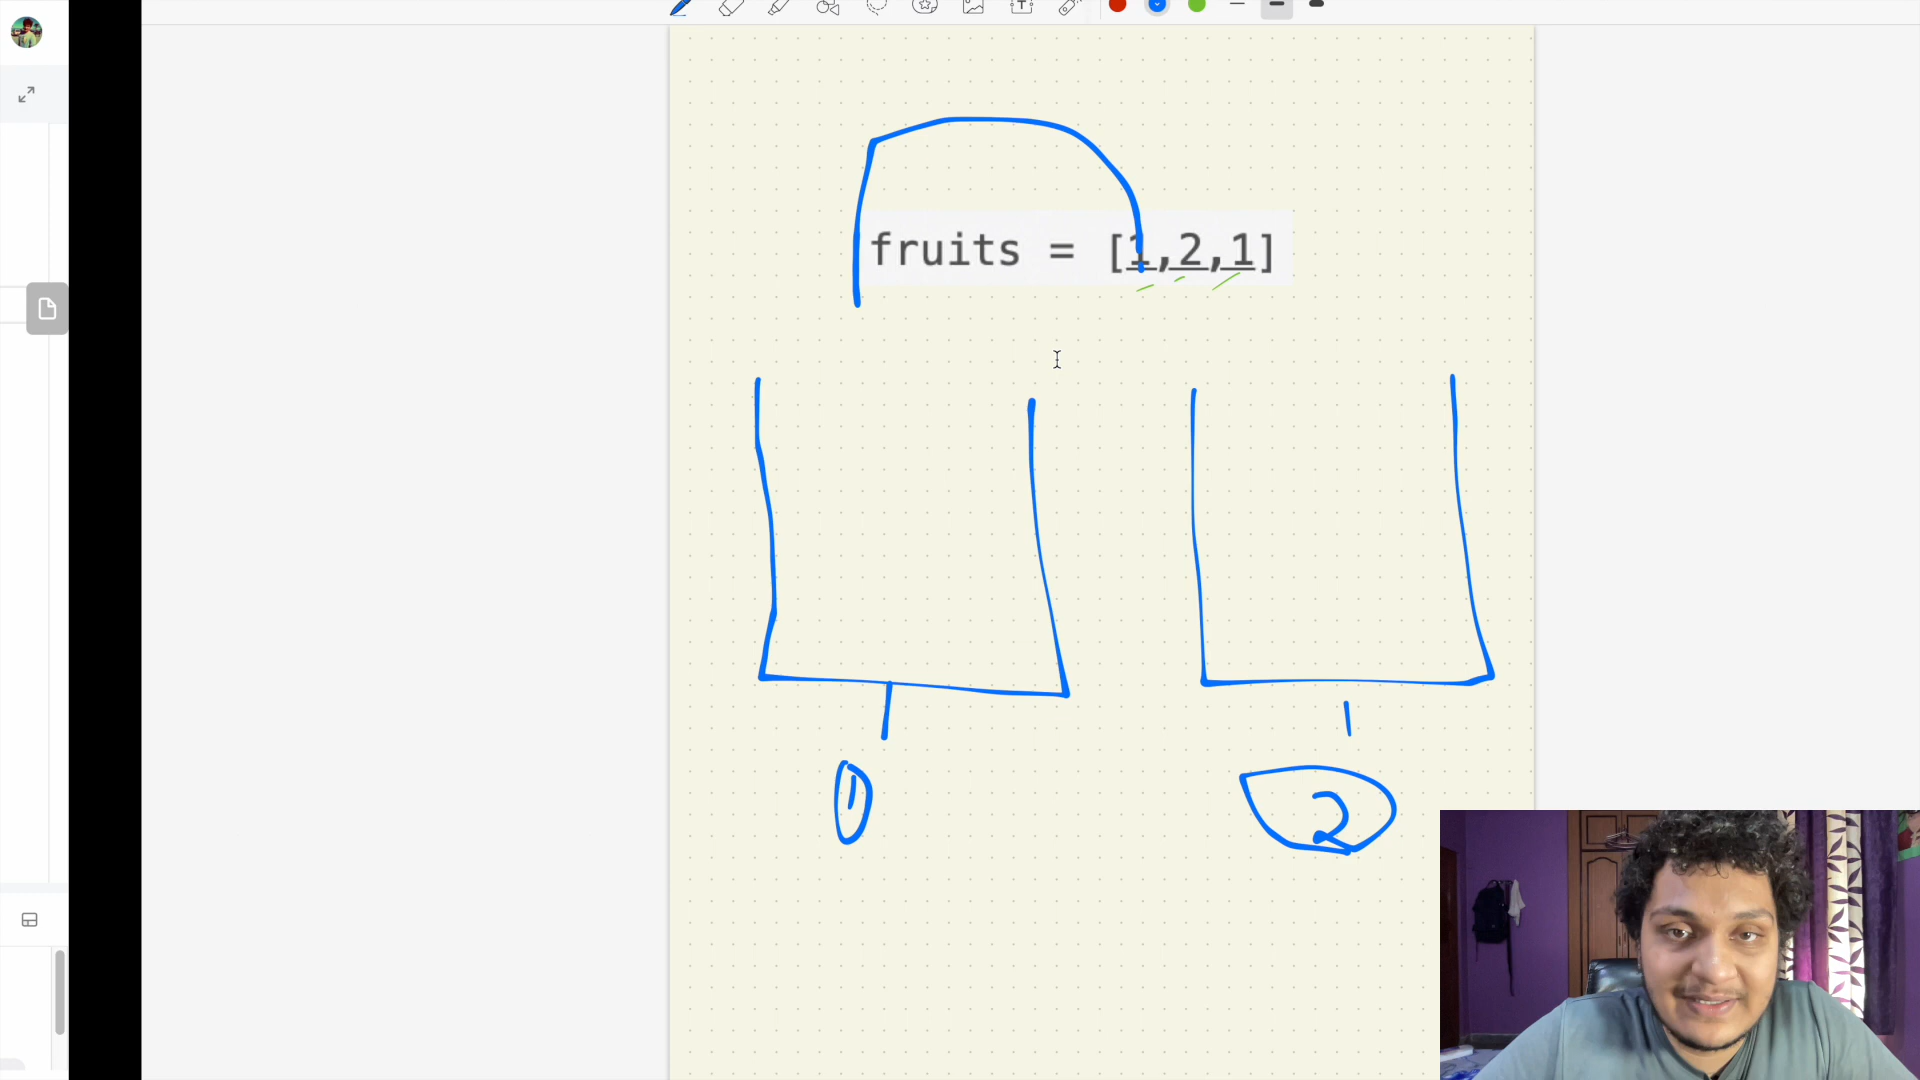 fruits = [1,2,1]
1 2